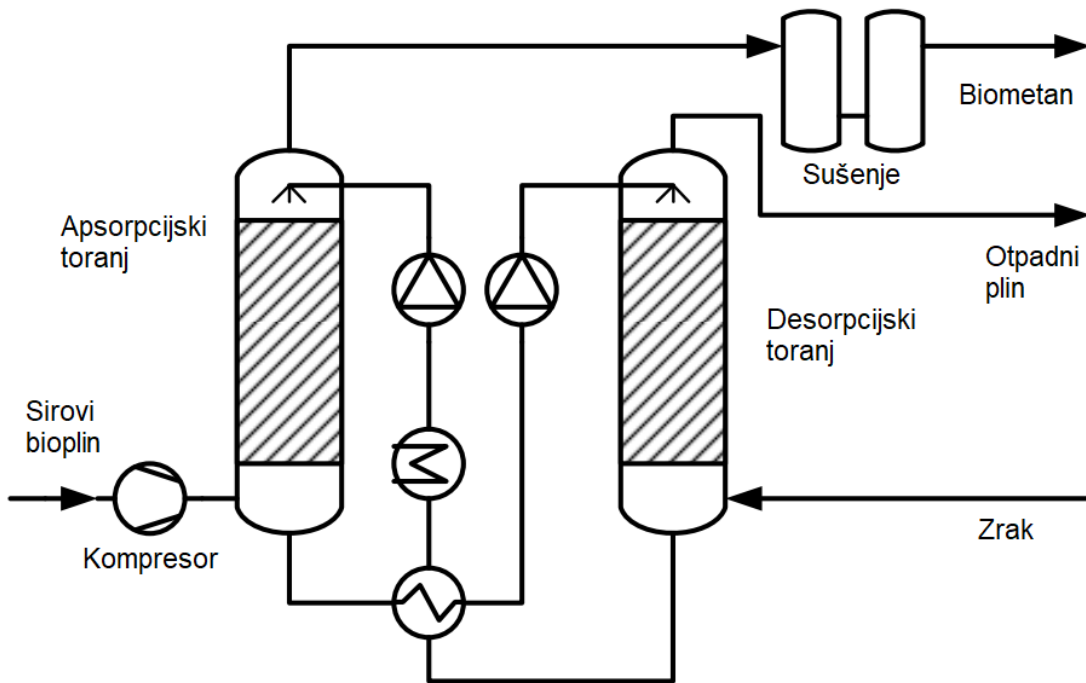 Biometan
Sušenje
Apsorpcijski
toranj
Otpadni
plin
Desorpcijski
toranj
Sirovi
bioplin
Kompresor
Zrak